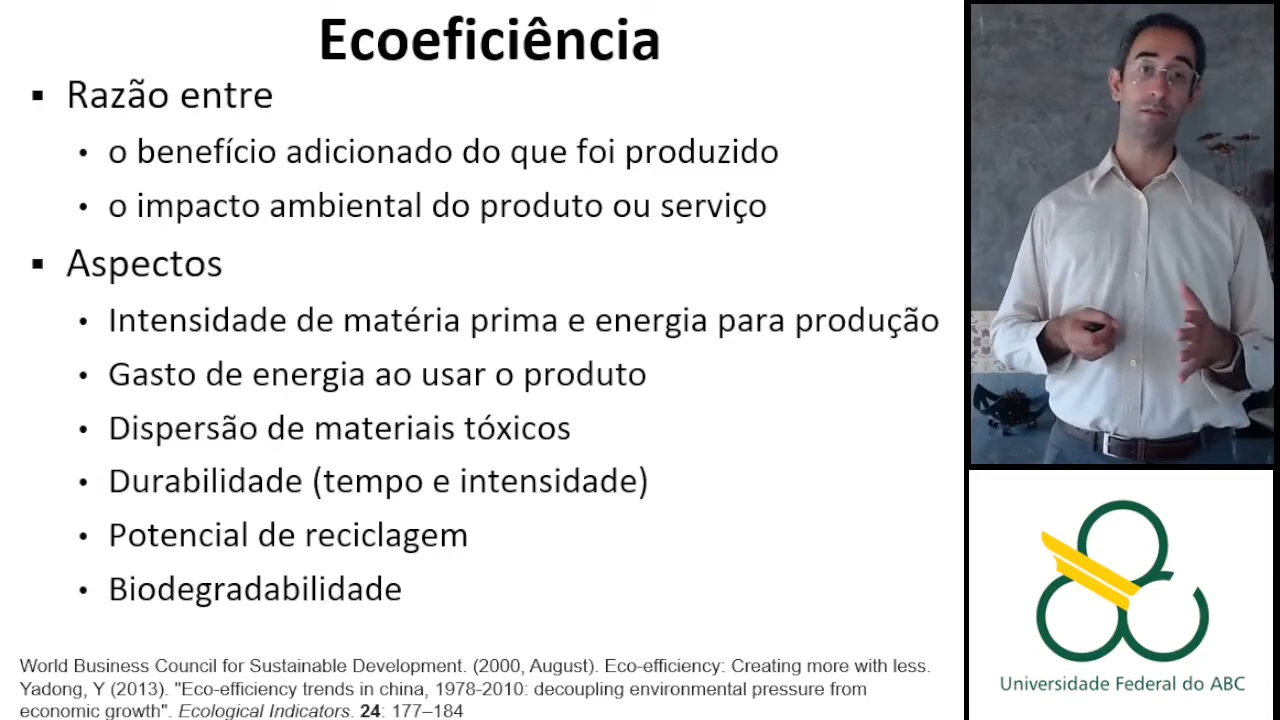 Ecoeficiência
▪ Razão entre
• o benefício adicionado do que foi produzido
• o impacto ambiental do produto ou serviço
▪ Aspectos
• Intensidade de matéria prima e energia para produção
• Gasto de energia ao usar o produto
• Dispersão de materiais tóxicos
• Durabilidade (tempo e intensidade)
• Potencial de reciclagem
• Biodegradabilidade
World Business Council for Sustainable Development. (2000, August). Eco-efficiency: Creating more with less.
Yadong, Y (2013). "Eco-efficiency trends in china, 1978-2010: decoupling environmental pressure from
economic growth". Ecological Indicators. 24: 177–184
Universidade Federal do ABC